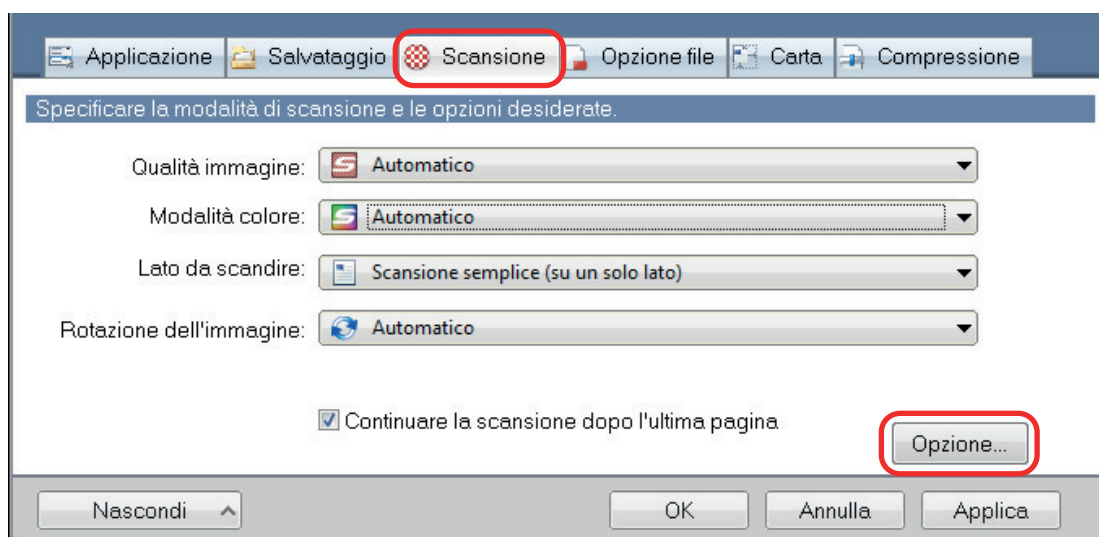 Applicazione Salvataggio Scansione Opzione file Carta Compressione
Specificare la modalità di scansione e le opzioni desiderate.
Qualità immagine: Automatico
Modalità colore: Automatico
Lato da scandire: Scansione semplice (su un solo lato)
Rotazione dell'immagine: Automatico
Continuare la scansione dopo l'ultima pagina
Opzione...
Nascondi OK Annulla Applica